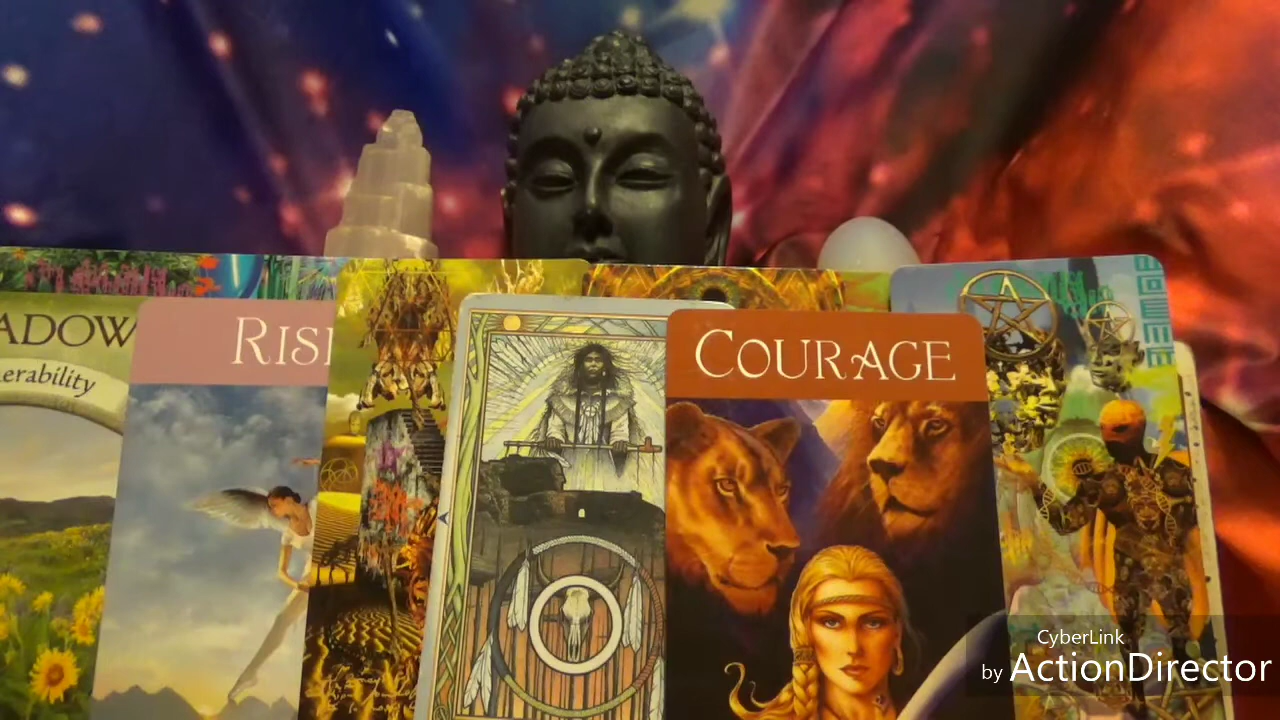 ADOW
erability
RIS
COURAGE
CyberLink
by ActionDirector